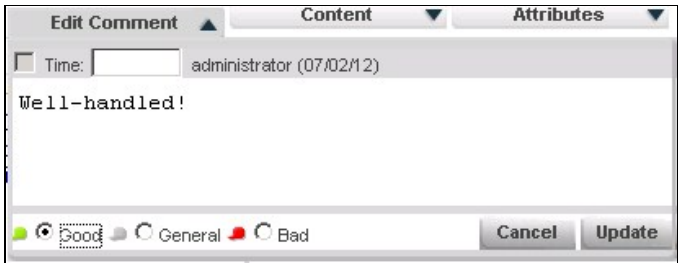 Edit Comment Content Attributes
Time: administrator (07/02/12)
Well-handled!
Good General Bad Cancel Update